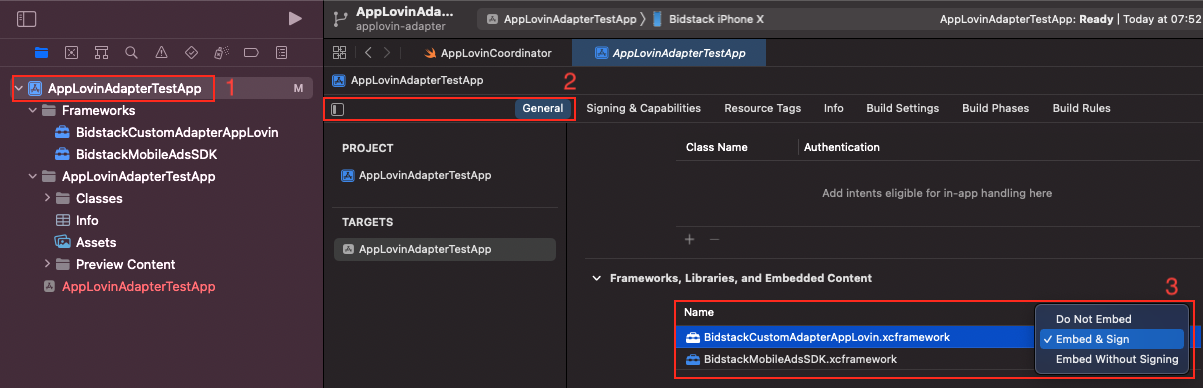 AppLovinAda...
applovin-adapter
AppLovinAdapterTestApp
Bidstack iPhone X
AppLovinAdapterTestApp: Ready | Today at 07:52
AppLovinCoordinator
AppLovinAdapterTestApp
AppLovinAdapterTestApp
M
1
Frameworks
BidstackCustomAdapterAppLovin
BidstackMobileAdsSDK
AppLovinAdapterTestApp
Classes
Info
Assets
Preview Content
AppLovinAdapterTestApp
AppLovinAdapterTestApp
2
General
Signing & Capabilities
Resource Tags
Info
Build Settings
Build Phases
Build Rules
PROJECT
AppLovinAdapterTestApp
TARGETS
AppLovinAdapterTestApp
Class Name
Authentication
Add intents eligible for in-app handling here
Frameworks, Libraries, and Embedded Content
3
Name
BidstackCustomAdapterAppLovin.xcframework
BidstackMobileAdsSDK.xcframework
Do Not Embed
Embed & Sign
Embed Without Signing